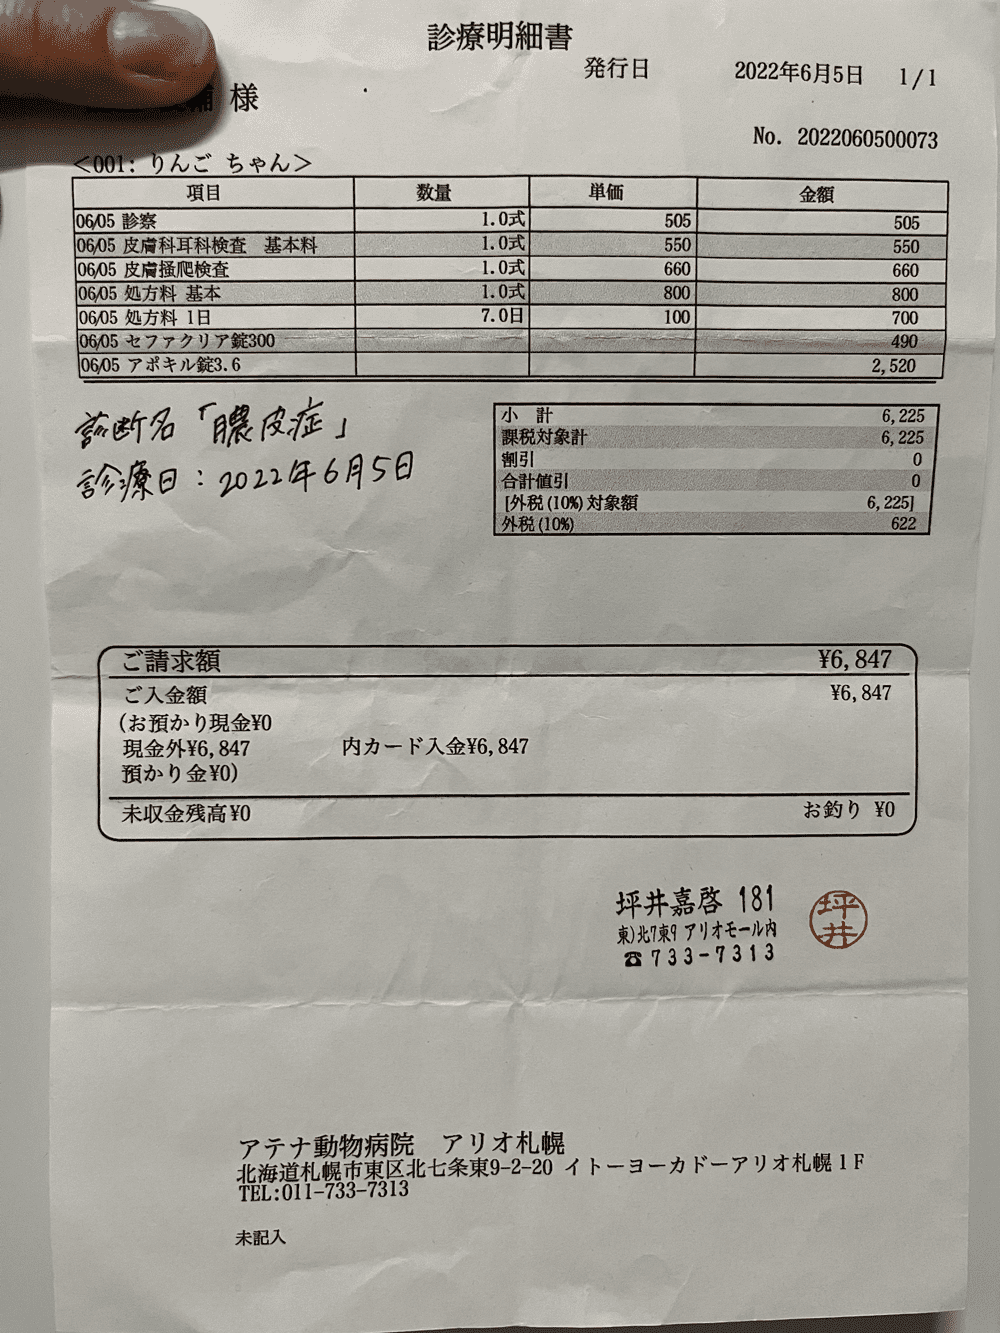 診療明細書
発行日 2022年6月5日 1/1
様
No. 2022060500073
<001: りんご ちゃん>
項目 数量 単価 金額
06/05 診察 1.0式 505 505
06/05 皮膚科耳科検査 基本料 1.0式 550 550
06/05 皮膚掻爬検査 1.0式 660 660
06/05 処方料 基本 1.0式 800 800
06/05 処方料 1日 7.0日 100 700
06/05 セファクリア錠300 490
06/05 アポキル錠3.6 2,520
診断名「膿皮症」
診療日:2022年6月5日
小 計 6,225
課税対象計 6,225
割引 0
合計値引 0
[外税(10%)対象額 6,225]
外税(10%) 622
ご請求額 ¥6,847
ご入金額 ¥6,847
(お預かり現金¥0
現金外¥6,847 内カード入金¥6,847
預かり金¥0)
未収金残高¥0 お釣り ¥0
坪井嘉啓 181
東)北7東9 アリオモール内
☎733-7313
坪井
アテナ動物病院 アリオ札幌
北海道札幌市東区北七条東9-2-20 イトーヨーカドーアリオ札幌1F
TEL:011-733-7313
未記入